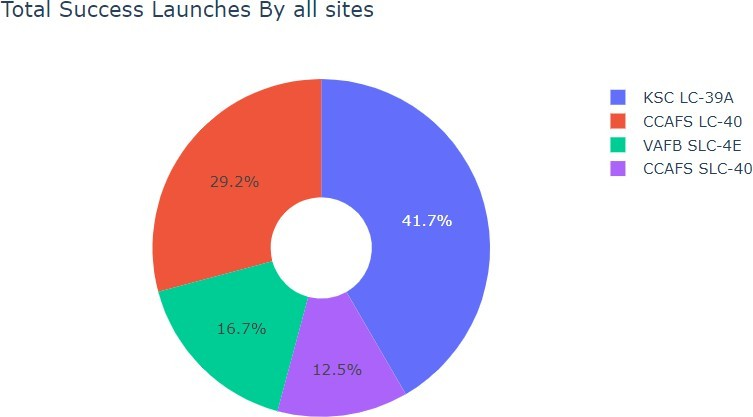 Total Success Launches By all sites
KSC LC-39A
CCAFS LC-40
VAFB SLC-4E
CCAFS SLC-40
29.2%
41.7%
16.7%
12.5%